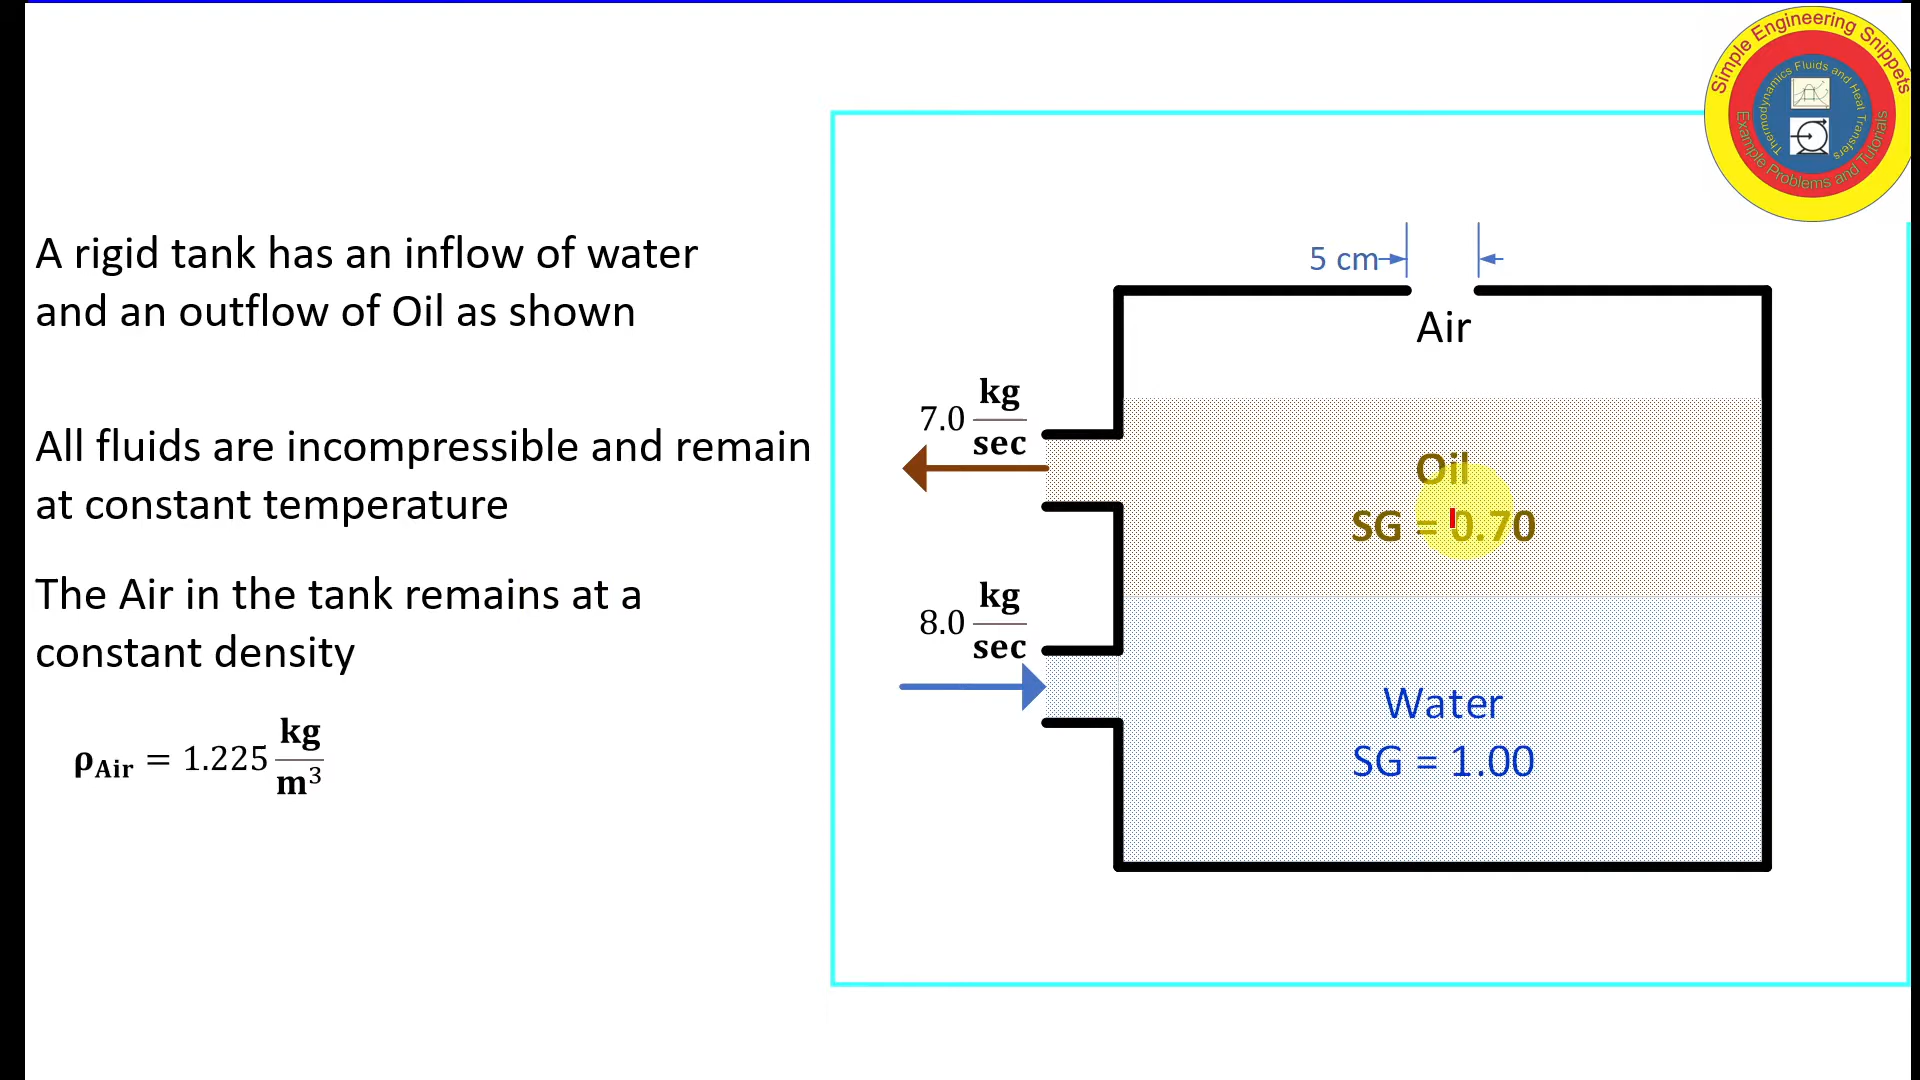 Simple Engineering Snippets
Thermodynamics Fluids and Heat Transfers
Example Problems and Tutorials
A rigid tank has an inflow of water
and an outflow of Oil as shown
All fluids are incompressible and remain
at constant temperature
The Air in the tank remains at a
constant density
ρAir = 1.225 kg/m³
5 cm
Air
7.0 kg/sec
Oil
SG = 0.70
8.0 kg/sec
Water
SG = 1.00